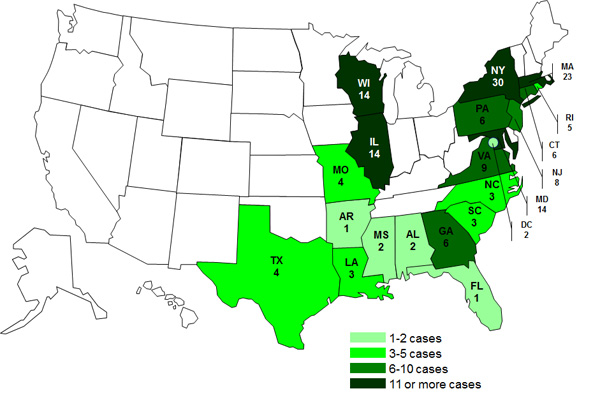 WI
14
NY
30
MA
23
PA
6
RI
5
IL
14
CT
6
VA
9
NJ
8
MO
4
NC
3
MD
14
SC
3
DC
2
AR
1
MS
2
AL
2
GA
6
TX
4
LA
3
FL
1
1-2 cases
3-5 cases
6-10 cases
11 or more cases